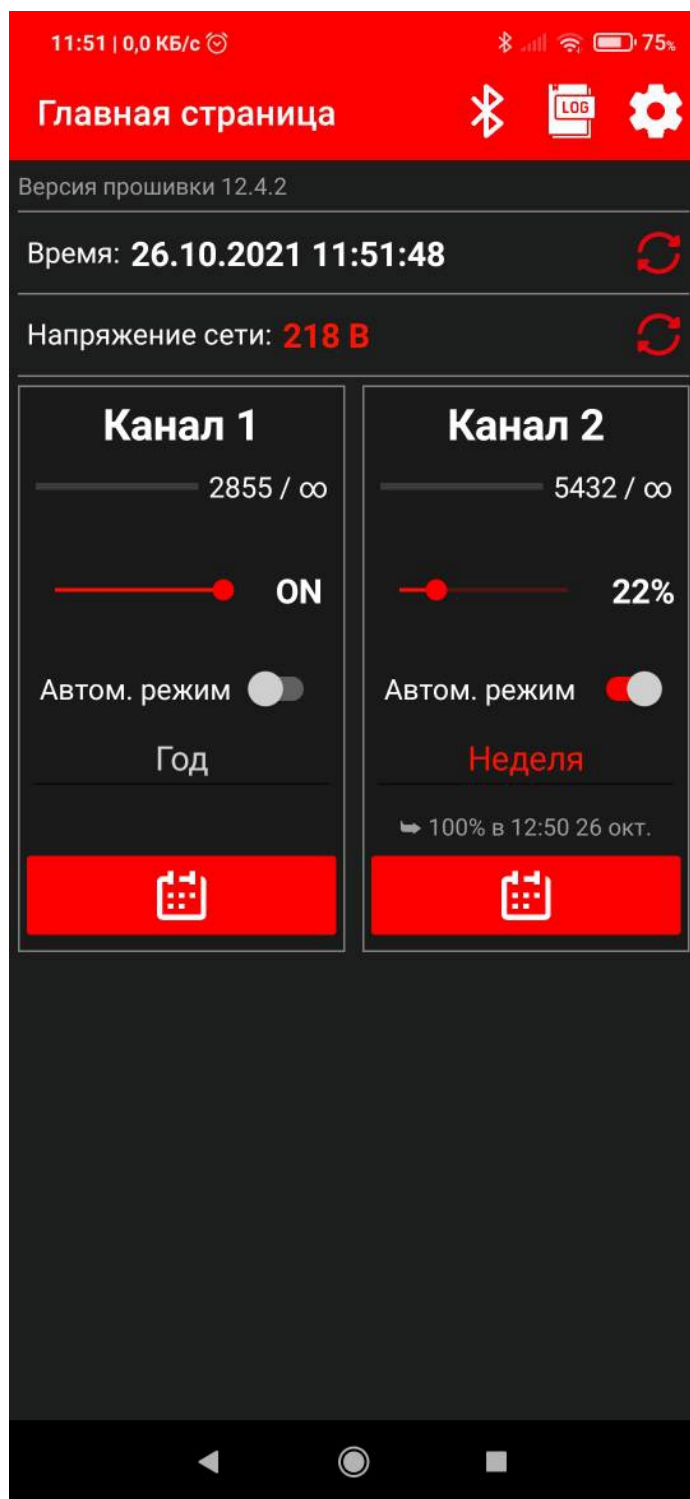 11:51 | 0,0 КБ/с 75%
Главная страница LOG
Версия прошивки 12.4.2
Время: 26.10.2021 11:51:48
Напряжение сети: 218 В
Канал 1
2855 / ∞
ON
Автом. режим
Год
Канал 2
5432 / ∞
22%
Автом. режим
Неделя
➥ 100% в 12:50 26 окт.